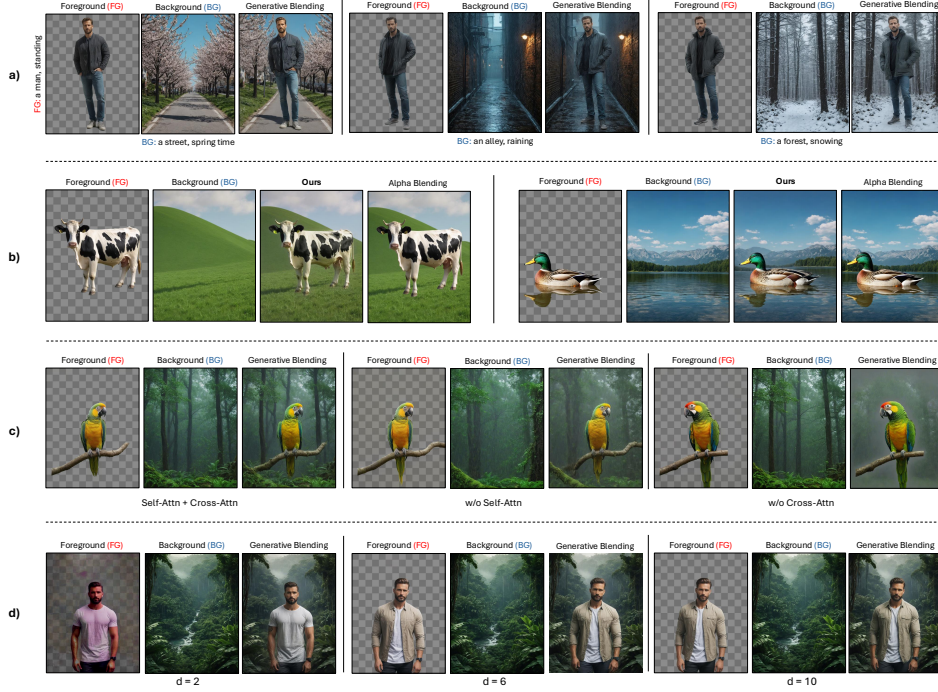 Foreground (FG) Background (BG) Generative Blending Foreground (FG) Background (BG) Generative Blending Foreground (FG) Background (BG) Generative Blending
a)
FG: a man, standing
BG: a street, spring time BG: an alley, raining BG: a forest, snowing
Foreground (FG) Background (BG) Ours Alpha Blending Foreground (FG) Background (BG) Ours Alpha Blending
b)
Foreground (FG) Background (BG) Generative Blending Foreground (FG) Background (BG) Generative Blending Foreground (FG) Background (BG) Generative Blending
c)
Self-Attn + Cross-Attn w/o Self-Attn w/o Cross-Attn
Foreground (FG) Background (BG) Generative Blending Foreground (FG) Background (BG) Generative Blending Foreground (FG) Background (BG) Generative Blending
d)
d = 2 d = 6 d = 10